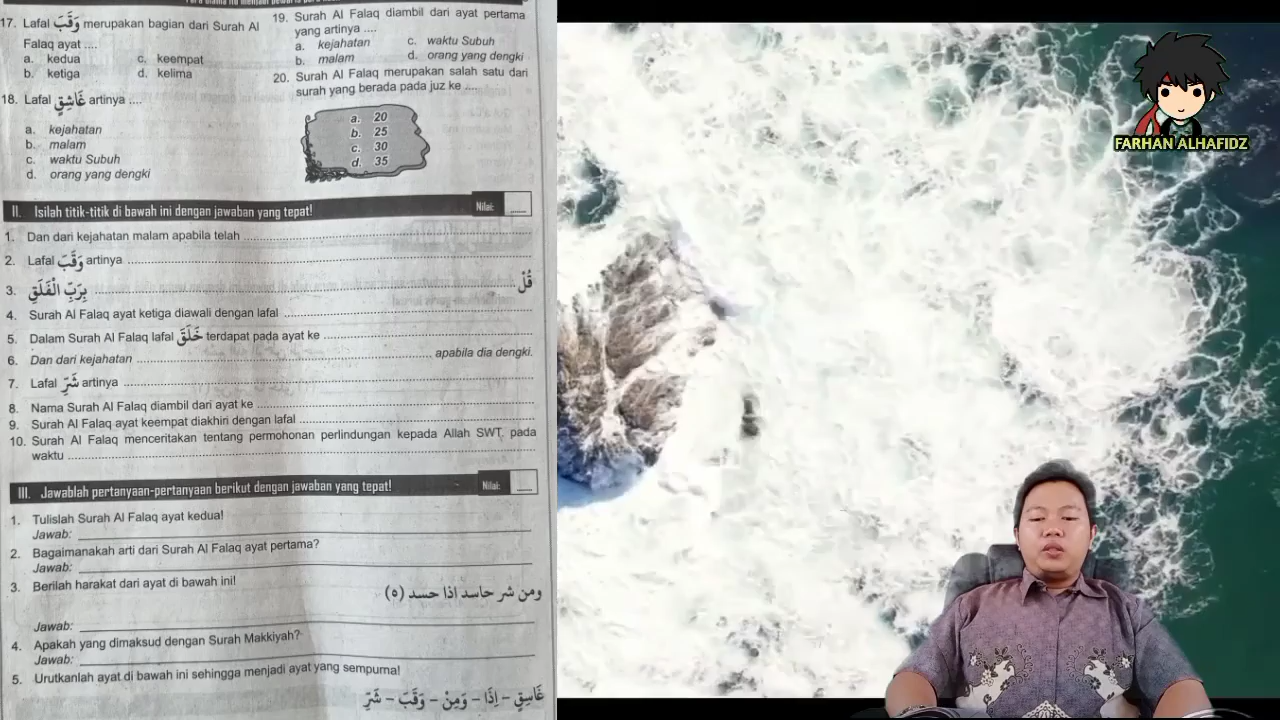 17. Lafal وَقَبَ merupakan bagian dari Surah Al
Falaq ayat ....
a. kedua c. keempat
b. ketiga d. kelima
18. Lafal غَاسِقٍ artinya ....
a. kejahatan
b. malam
c. waktu Subuh
d. orang yang dengki
19. Surah Al Falaq diambil dari ayat pertama
yang artinya ....
a. kejahatan c. waktu Subuh
b. malam d. orang yang dengki
20. Surah Al Falaq merupakan salah satu dari
surah yang berada pada juz ke ....
a. 20
b. 25
c. 30
d. 35
II. Isilah titik-titik di bawah ini dengan jawaban yang tepat! Nilai: ......
1. Dan dari kejahatan malam apabila telah ......
2. Lafal وَقَبَ artinya ......
3. قُلْ ...... بِرَبِّ الْفَلَقِ
4. Surah Al Falaq ayat ketiga diawali dengan lafal ......
5. Dalam Surah Al Falaq lafal خَلَقَ terdapat pada ayat ke ......
6. Dan dari kejahatan ...... apabila dia dengki.
7. Lafal شَرِّ artinya ......
8. Nama Surah Al Falaq diambil dari ayat ke ......
9. Surah Al Falaq ayat keempat diakhiri dengan lafal ......
10. Surah Al Falaq menceritakan tentang permohonan perlindungan kepada Allah SWT. pada
waktu ......
III. Jawablah pertanyaan-pertanyaan berikut dengan jawaban yang tepat! Nilai: ......
1. Tulislah Surah Al Falaq ayat kedua!
Jawab:
2. Bagaimanakah arti dari Surah Al Falaq ayat pertama?
Jawab:
3. Berilah harakat dari ayat di bawah ini!
ومن شر حاسد اذا حسد (٥)
Jawab:
4. Apakah yang dimaksud dengan Surah Makkiyah?
Jawab:
5. Urutkanlah ayat di bawah ini sehingga menjadi ayat yang sempurna!
غَاسِقٍ – اِذَا – وَمِنْ – وَقَبَ – شَرِّ
FARHAN ALHAFIDZ